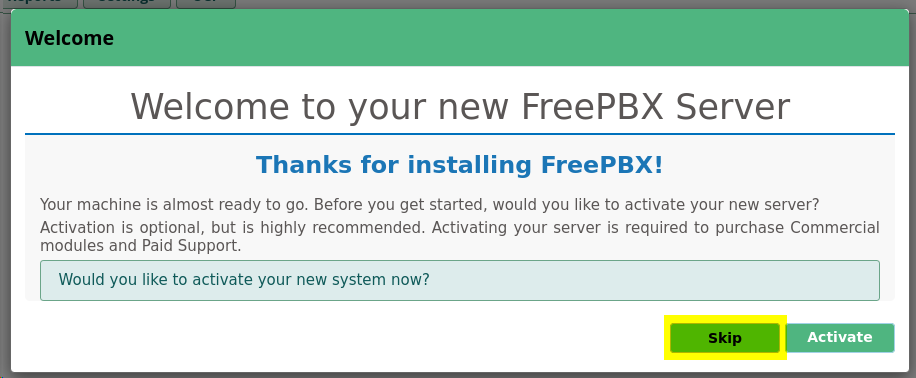 Reports Settings UCP
Welcome
Welcome to your new FreePBX Server
Thanks for installing FreePBX!
Your machine is almost ready to go. Before you get started, would you like to activate your new server?
Activation is optional, but is highly recommended. Activating your server is required to purchase Commercial
modules and Paid Support.
Would you like to activate your new system now?
Skip Activate